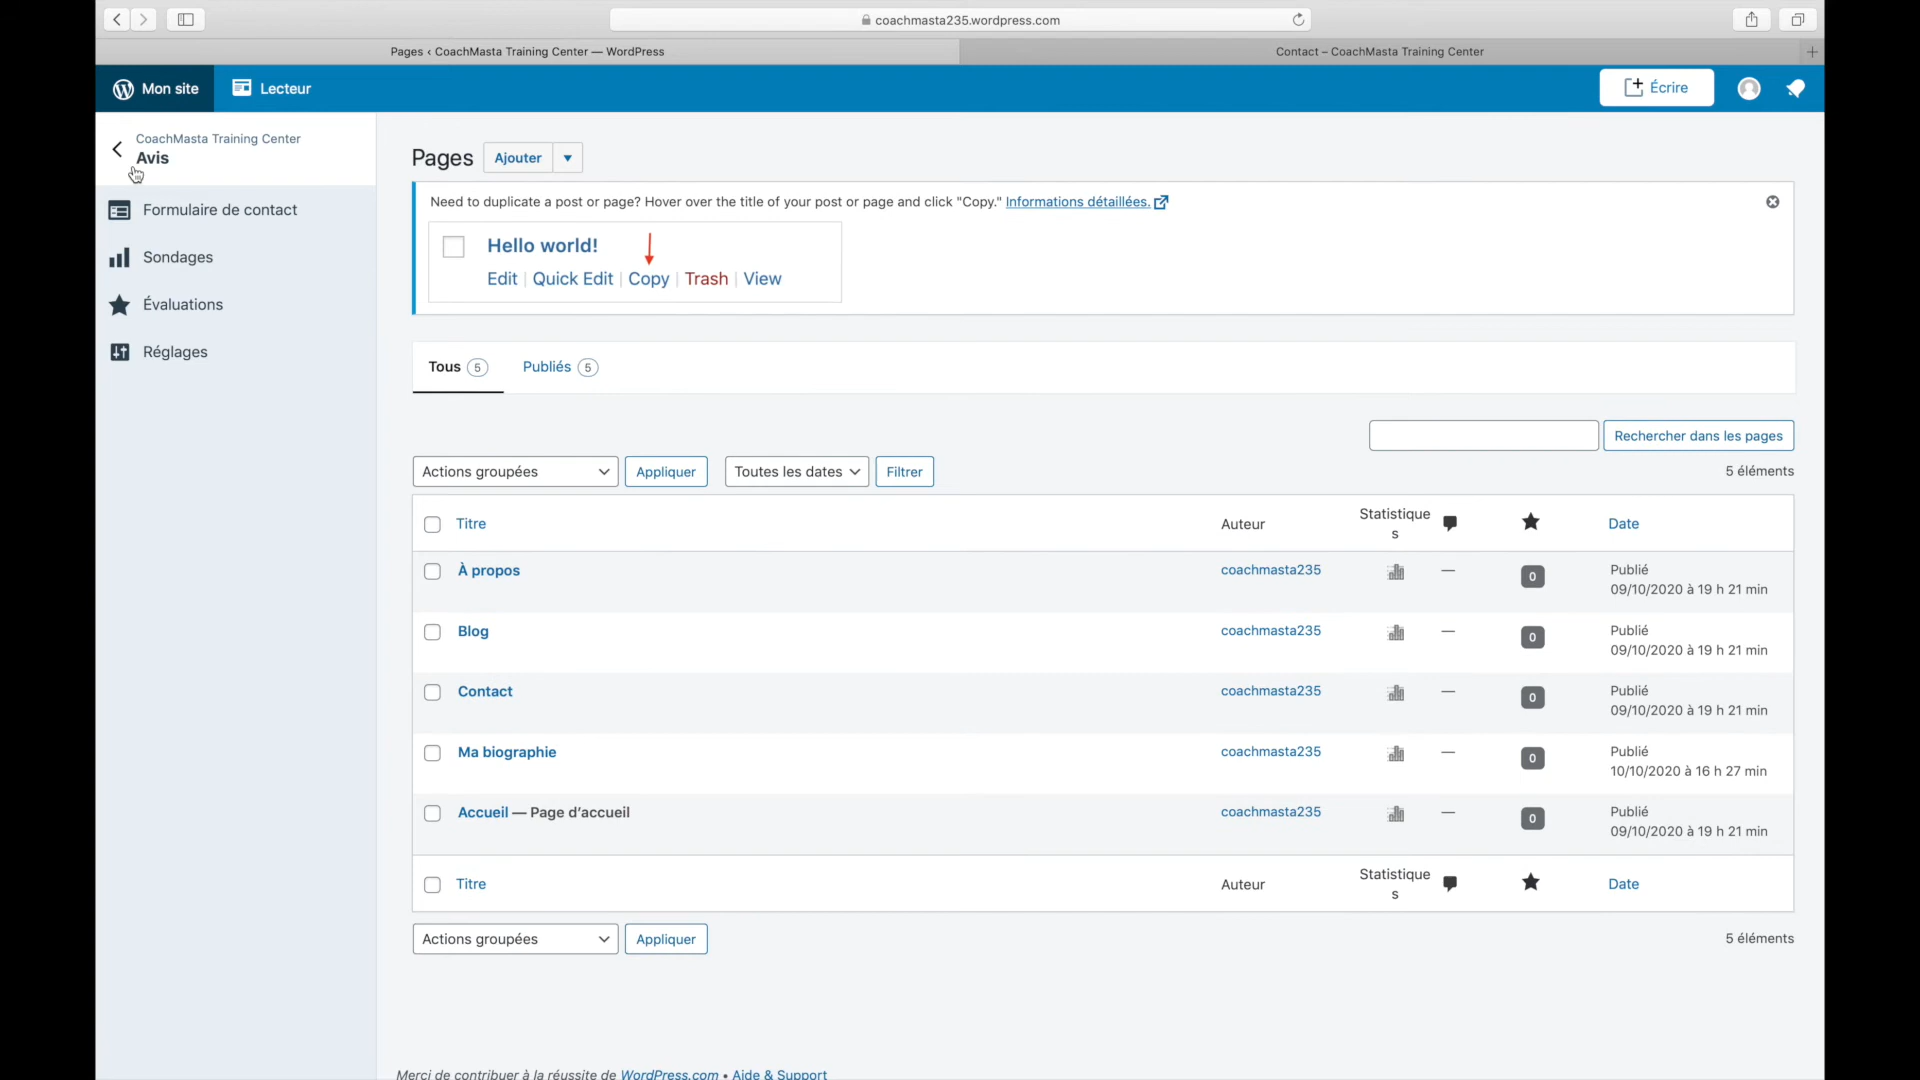 coachmasta235.wordpress.com
Pages ‹ CoachMasta Training Center — WordPress
Contact – CoachMasta Training Center
Mon site
Lecteur
Écrire
CoachMasta Training Center
Avis
Formulaire de contact
Sondages
Évaluations
Réglages
Pages
Ajouter
Need to duplicate a post or page? Hover over the title of your post or page and click "Copy." Informations détaillées.
Hello world!
Edit | Quick Edit | Copy | Trash | View
Tous 5
Publiés 5
Rechercher dans les pages
Actions groupées
Appliquer
Toutes les dates
Filtrer
5 éléments
Titre
Auteur
Statistique
s
Date
À propos
coachmasta235
—
0
Publié
09/10/2020 à 19 h 21 min
Blog
coachmasta235
—
0
Publié
09/10/2020 à 19 h 21 min
Contact
coachmasta235
—
0
Publié
09/10/2020 à 19 h 21 min
Ma biographie
coachmasta235
—
0
Publié
10/10/2020 à 16 h 27 min
Accueil — Page d’accueil
coachmasta235
—
0
Publié
09/10/2020 à 19 h 21 min
Titre
Auteur
Statistique
s
Date
Actions groupées
Appliquer
5 éléments
Merci de contribuer à la réussite de WordPress.com • Aide & Support